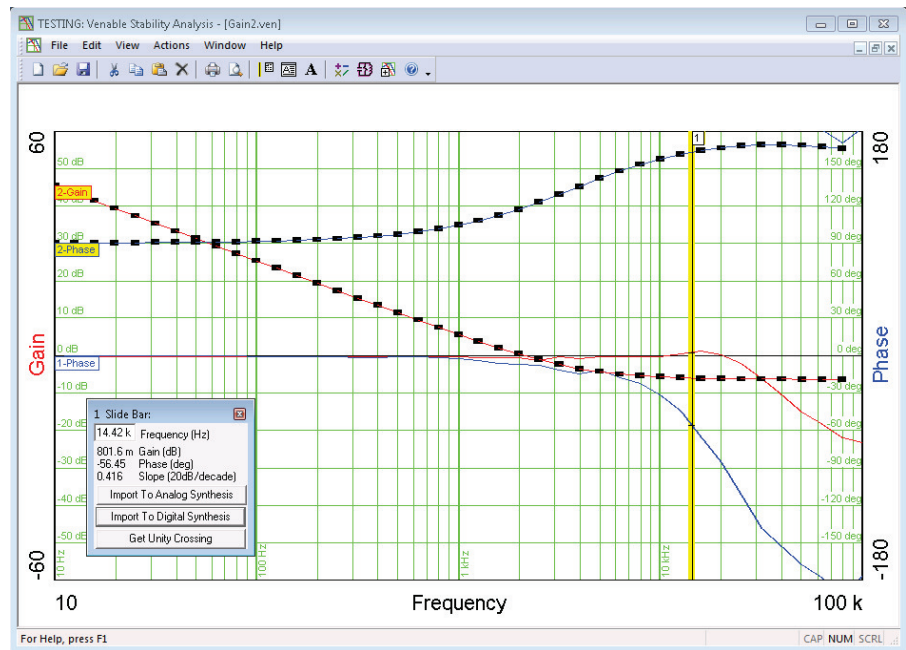 TESTING: Venable Stability Analysis - [Gain2.ven]
File Edit View Actions Window Help
60
180
50 dB
150 deg
2-Gain
40 dB
120 deg
30 dB
90 deg
2-Phase
20 dB
60 deg
10 dB
30 deg
0 dB
0 deg
1-Phase
-10 dB
-30 deg
-20 dB
-60 deg
-30 dB
-90 deg
-40 dB
-120 deg
-50 dB
-150 deg
-60
-180
Gain
Phase
1
1 Slide Bar:
14.42 k Frequency (Hz)
801.6 m Gain (dB)
-56.45 Phase (deg)
0.416 Slope (20dB/decade)
Import To Analog Synthesis
Import To Digital Synthesis
Get Unity Crossing
10 Hz
100 Hz
1 kHz
10 kHz
10 Frequency 100 k
For Help, press F1
CAP NUM SCRL